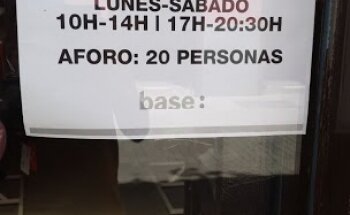 LUNES-SÁBADO
10H-14H | 17H-20:30H
AFORO: 20 PERSONAS
base: